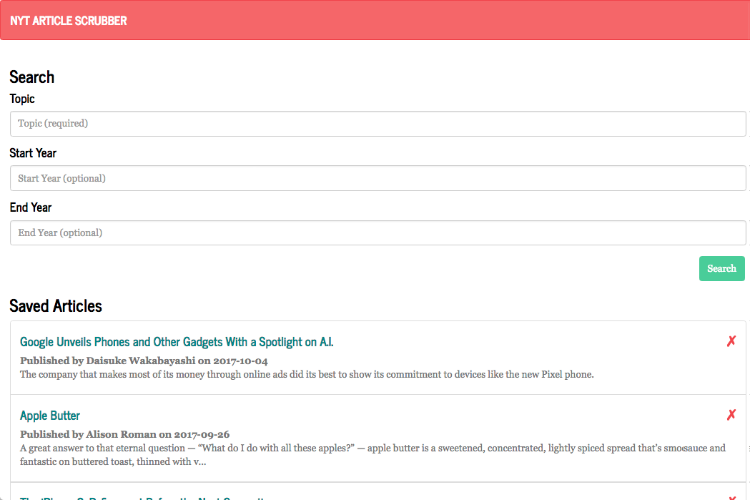 NYT ARTICLE SCRUBBER
Search
Topic
Topic (required)
Start Year
Start Year (optional)
End Year
End Year (optional)
Search
Saved Articles
Google Unveils Phones and Other Gadgets With a Spotlight on A.I.
✗
Published by Daisuke Wakabayashi on 2017-10-04
The company that makes most of its money through online ads did its best to show its commitment to devices like the new Pixel phone.
Apple Butter
✗
Published by Alison Roman on 2017-09-26
A great answer to that eternal question — “What do I do with all these apples?” — apple butter is a sweetened, concentrated, lightly spiced spread that's smoesauce and
fantastic on buttered toast, thinned with v...